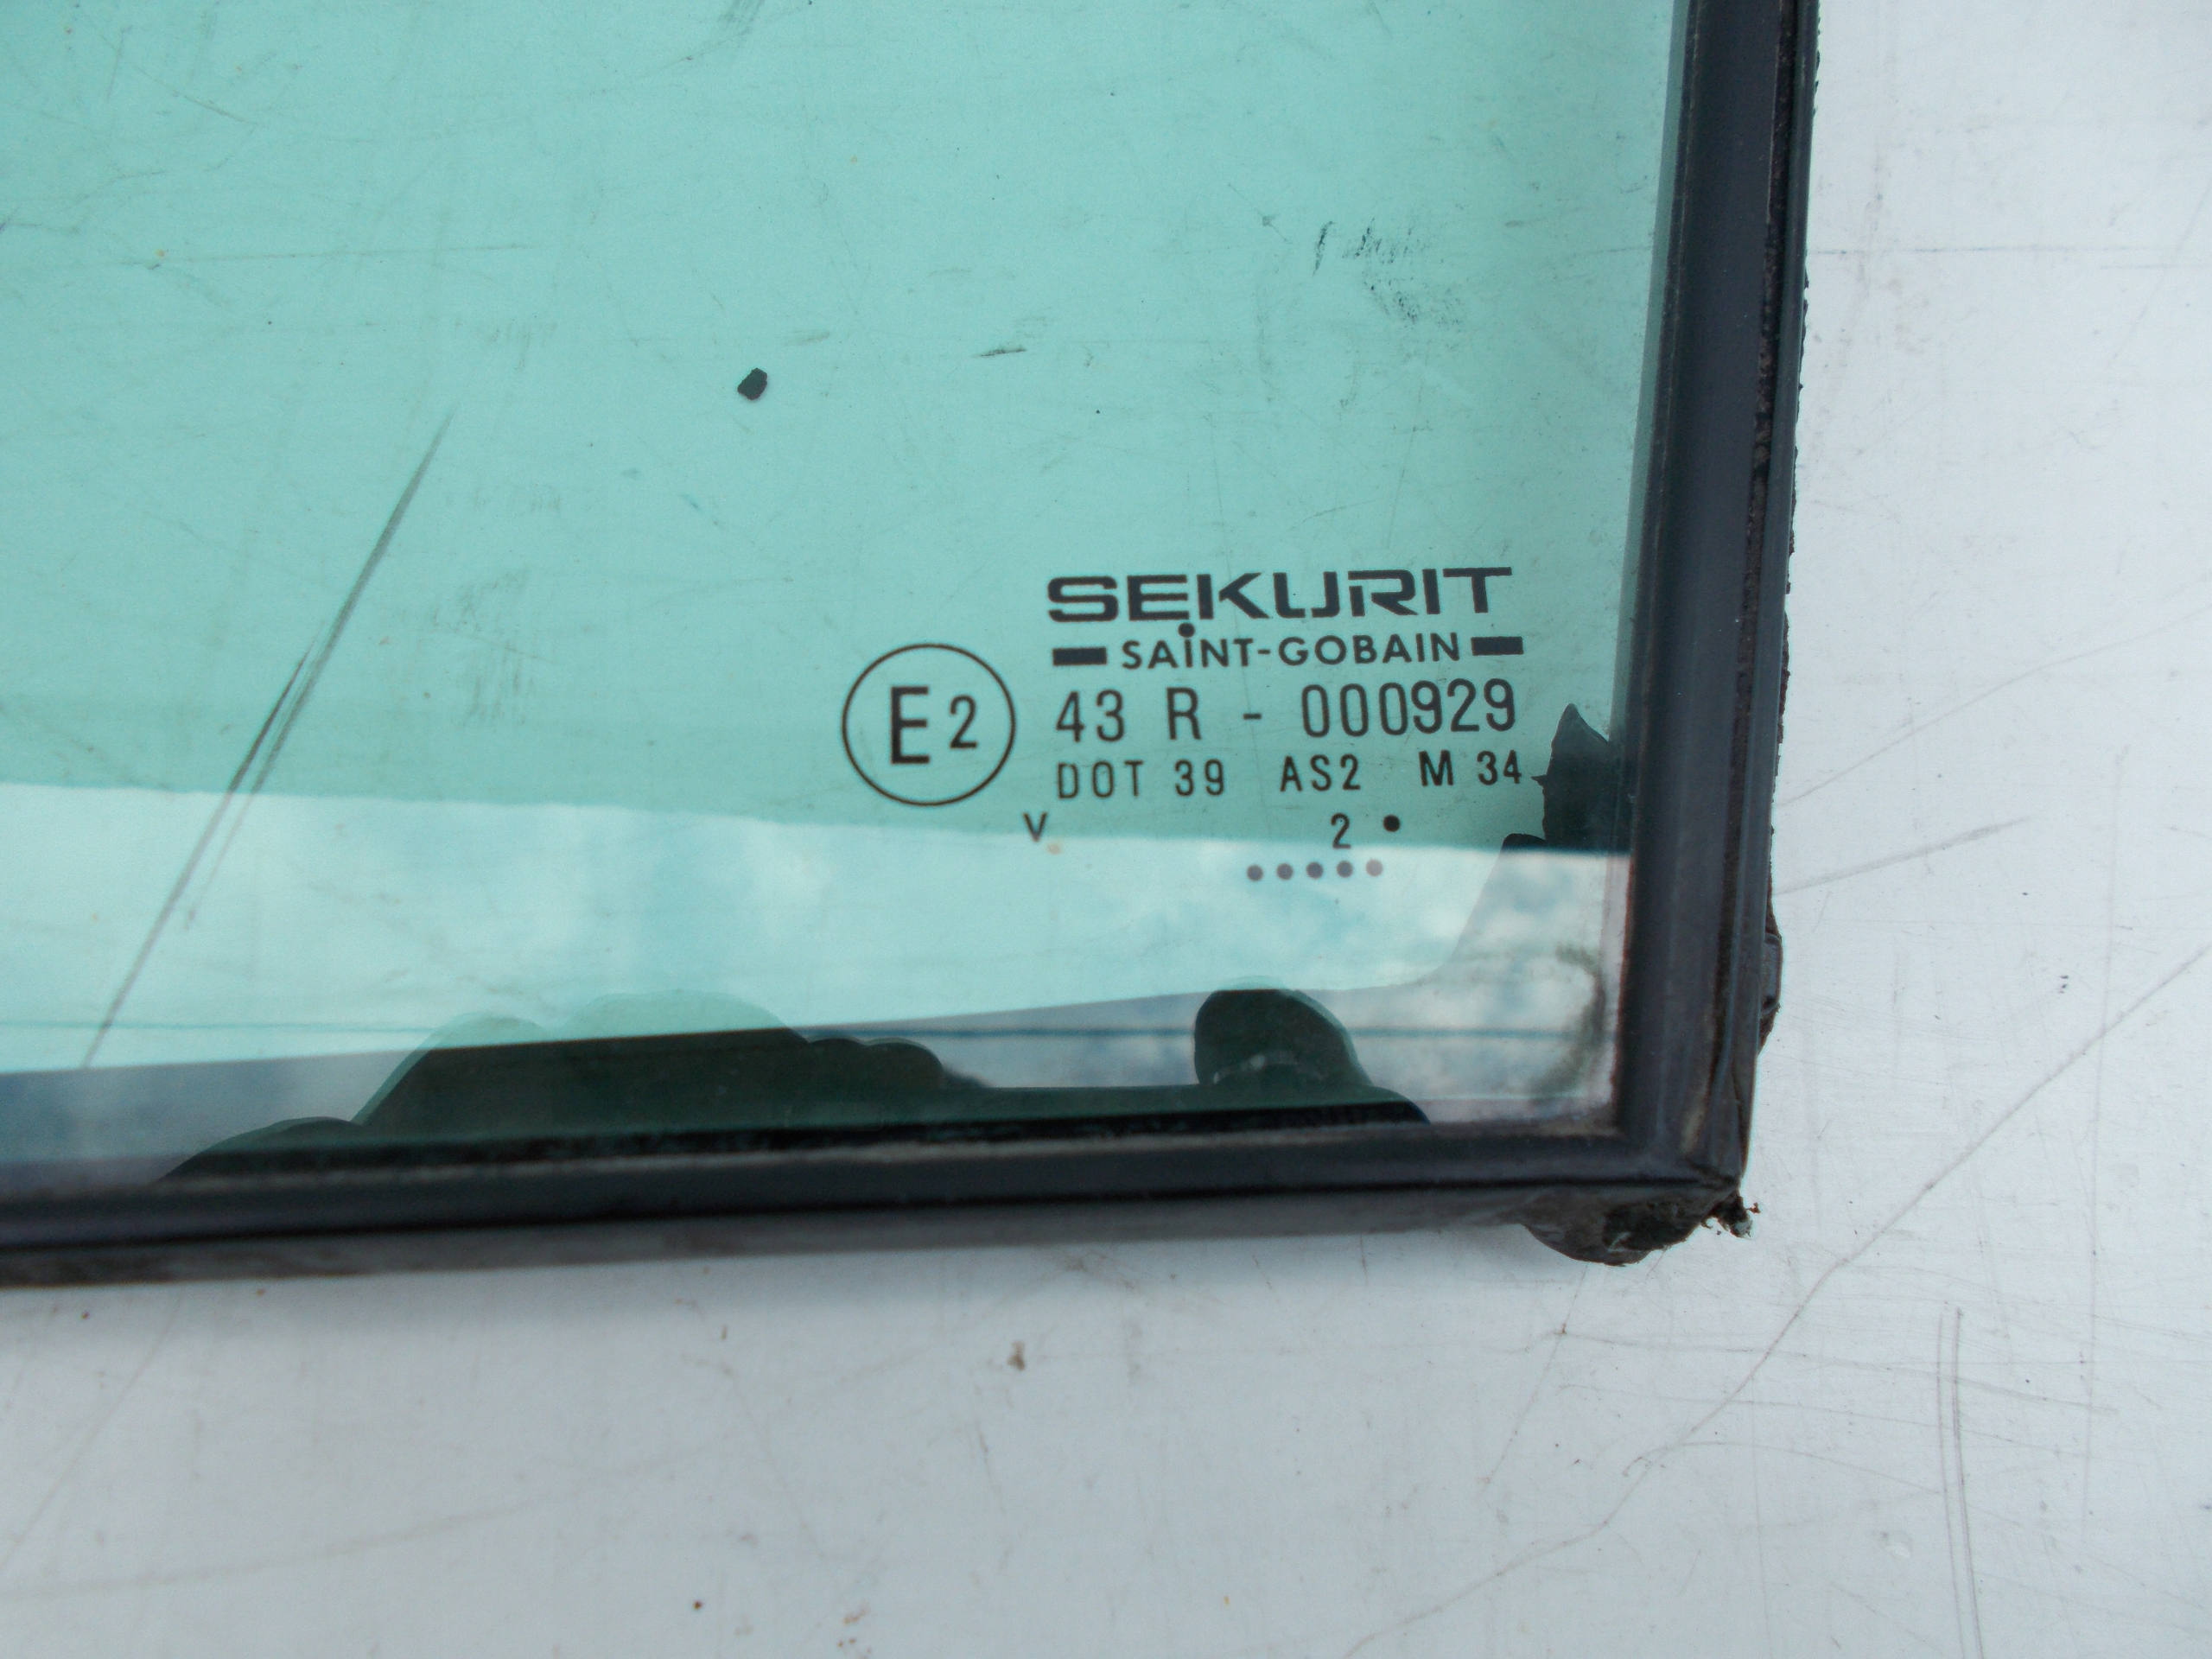 SEKURIT
SAINT-GOBAIN
E2 43 R - 000929
DOT 39 AS2 M 34
V 2 •
•••••